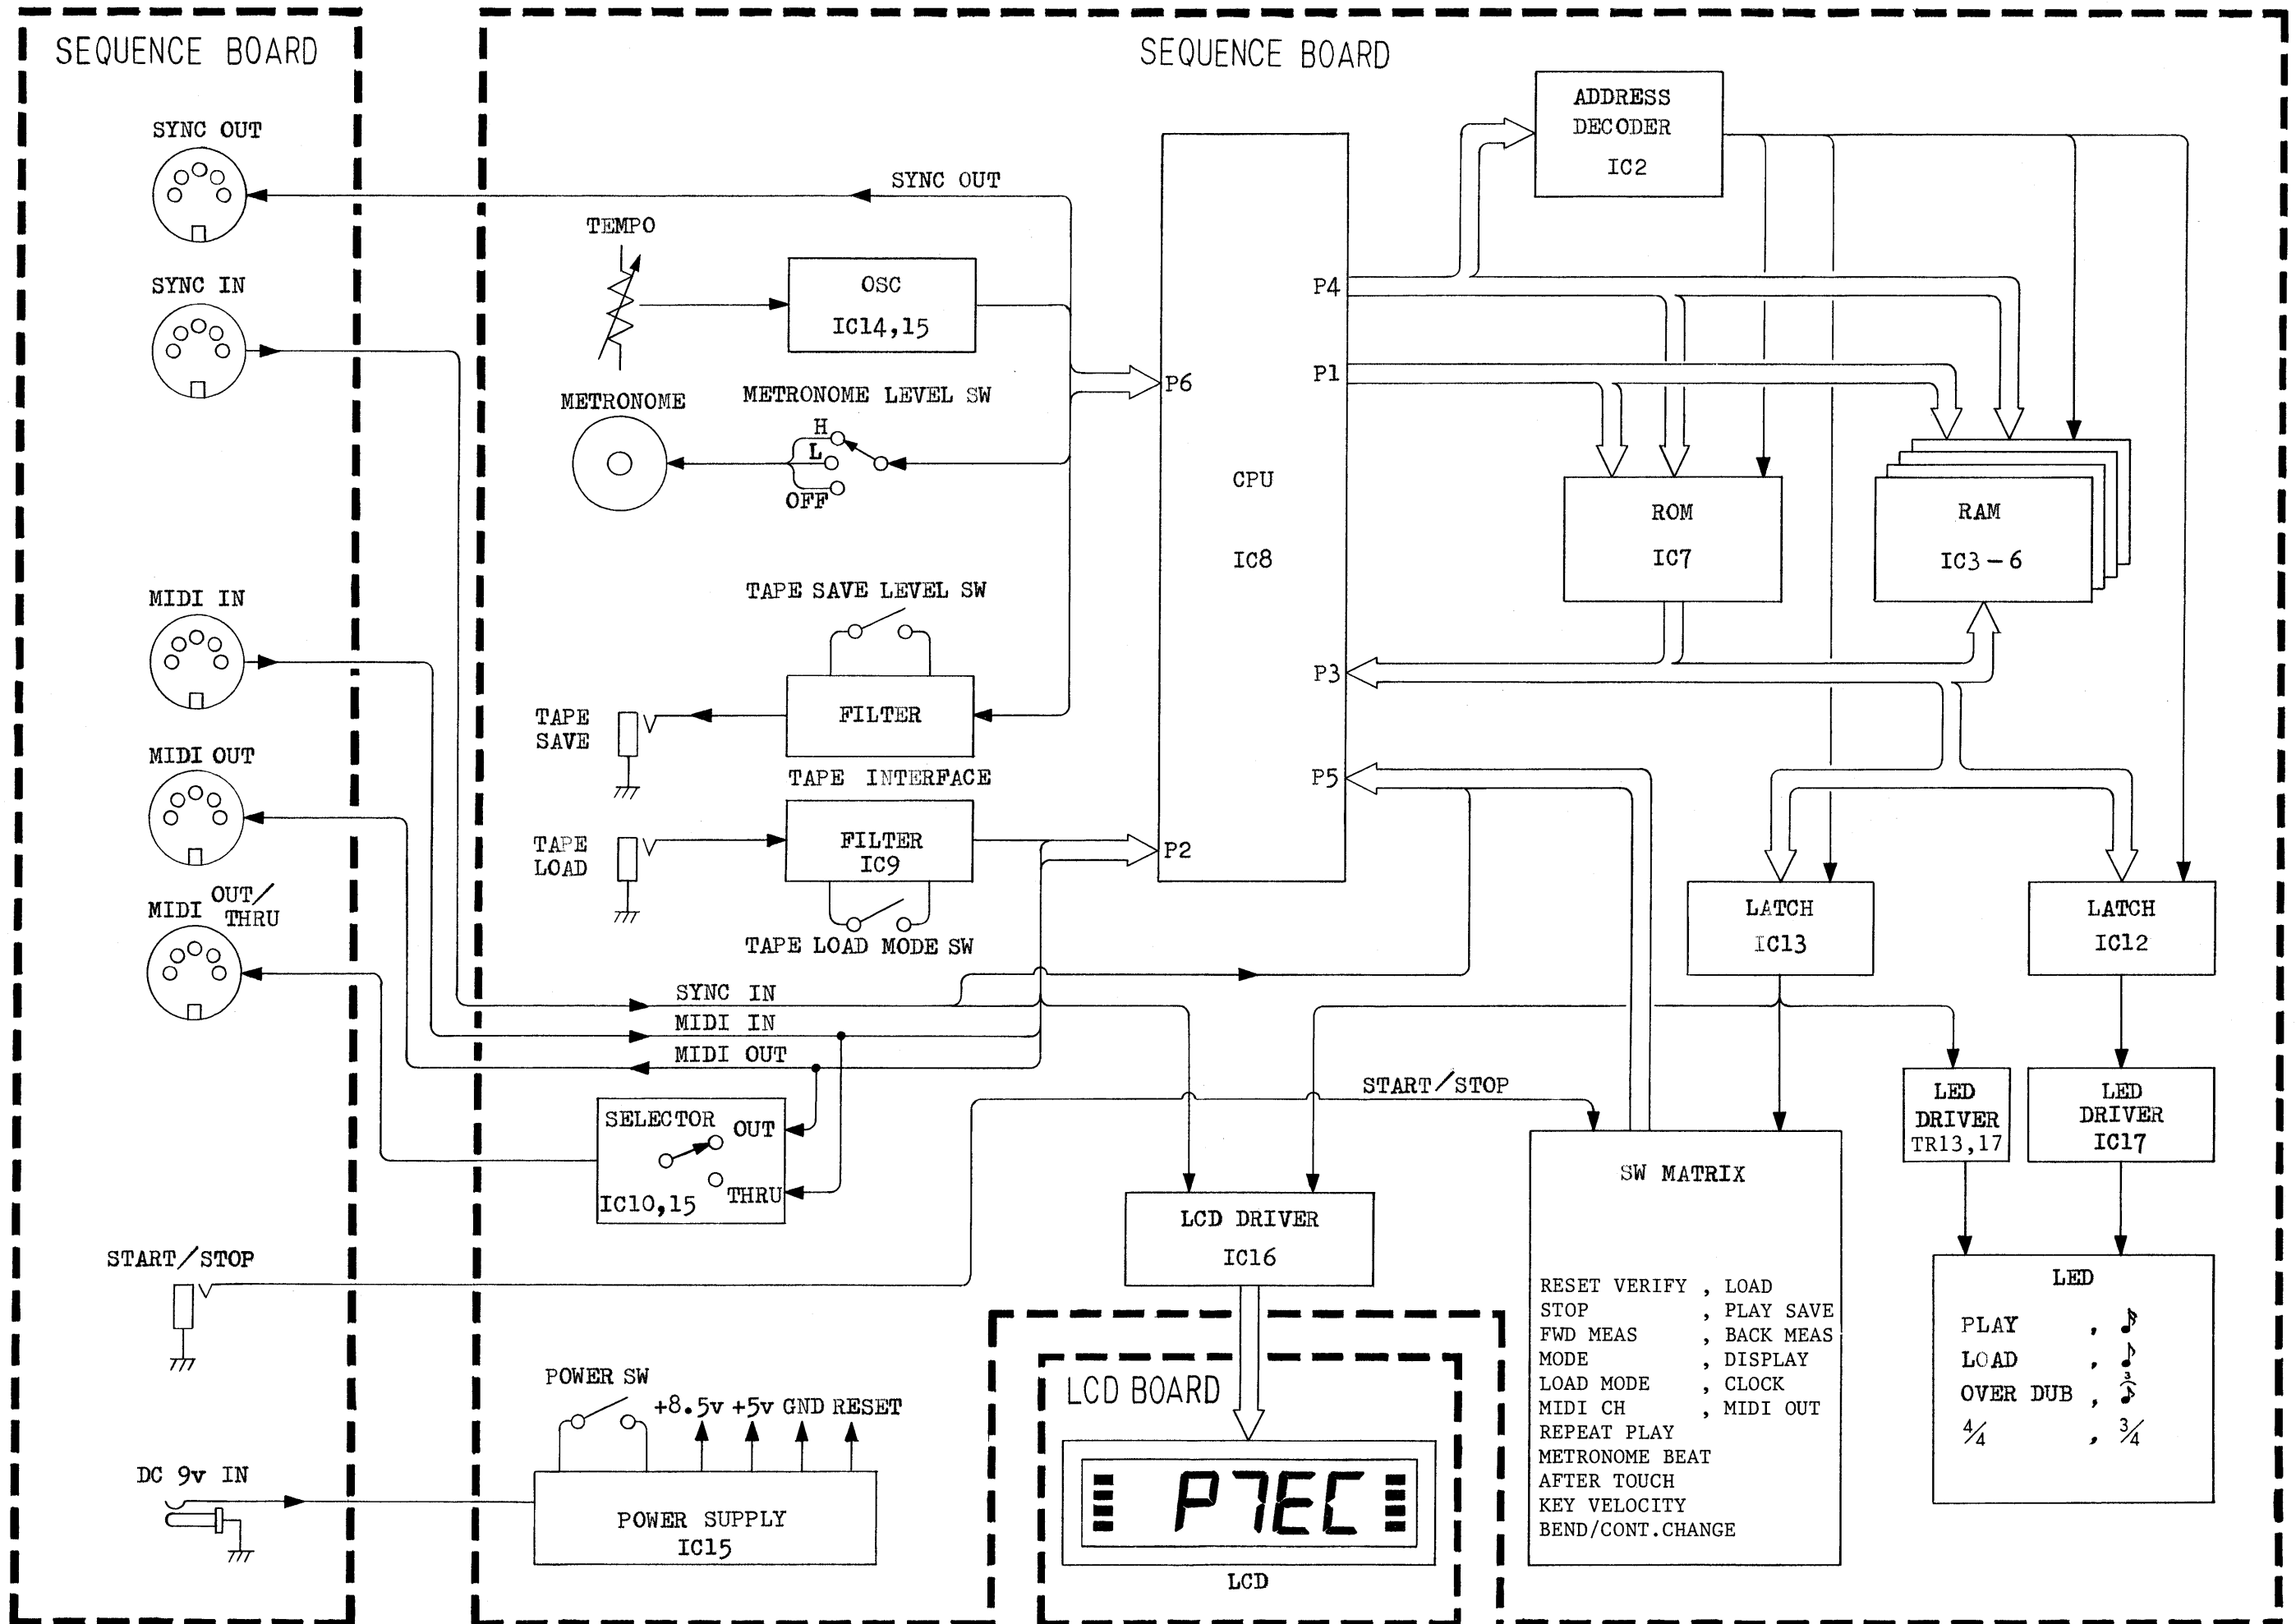 SEQUENCE BOARD
SYNC OUT
SYNC IN
MIDI IN
MIDI OUT
MIDI OUT/
THRU
START/STOP
DC 9v IN
SEQUENCE BOARD
SYNC OUT
TEMPO
OSC
IC14,15
METRONOME
METRONOME LEVEL SW
H
L
OFF
TAPE SAVE LEVEL SW
TAPE
SAVE
FILTER
TAPE INTERFACE
TAPE
LOAD
FILTER
IC9
TAPE LOAD MODE SW
SYNC IN
MIDI IN
MIDI OUT
SELECTOR
OUT
THRU
IC10,15
START/STOP
POWER SW
+8.5v +5v GND RESET
POWER SUPPLY
IC15
CPU
IC8
P6
P2
P4
P1
P3
P5
ADDRESS
DECODER
IC2
ROM
IC7
RAM
IC3-6
LATCH
IC13
LATCH
IC12
LED
DRIVER
TR13,17
LED
DRIVER
IC17
LCD DRIVER
IC16
LCD BOARD
P7EC
LCD
SW MATRIX
RESET VERIFY , LOAD
STOP , PLAY SAVE
FWD MEAS , BACK MEAS
MODE , DISPLAY
LOAD MODE , CLOCK
MIDI CH , MIDI OUT
REPEAT PLAY
METRONOME BEAT
AFTER TOUCH
KEY VELOCITY
BEND/CONT.CHANGE
LED
PLAY , 𝅘𝅥𝅯
LOAD , ♪
OVER DUB , 3 ♪
4/4 , 3/4